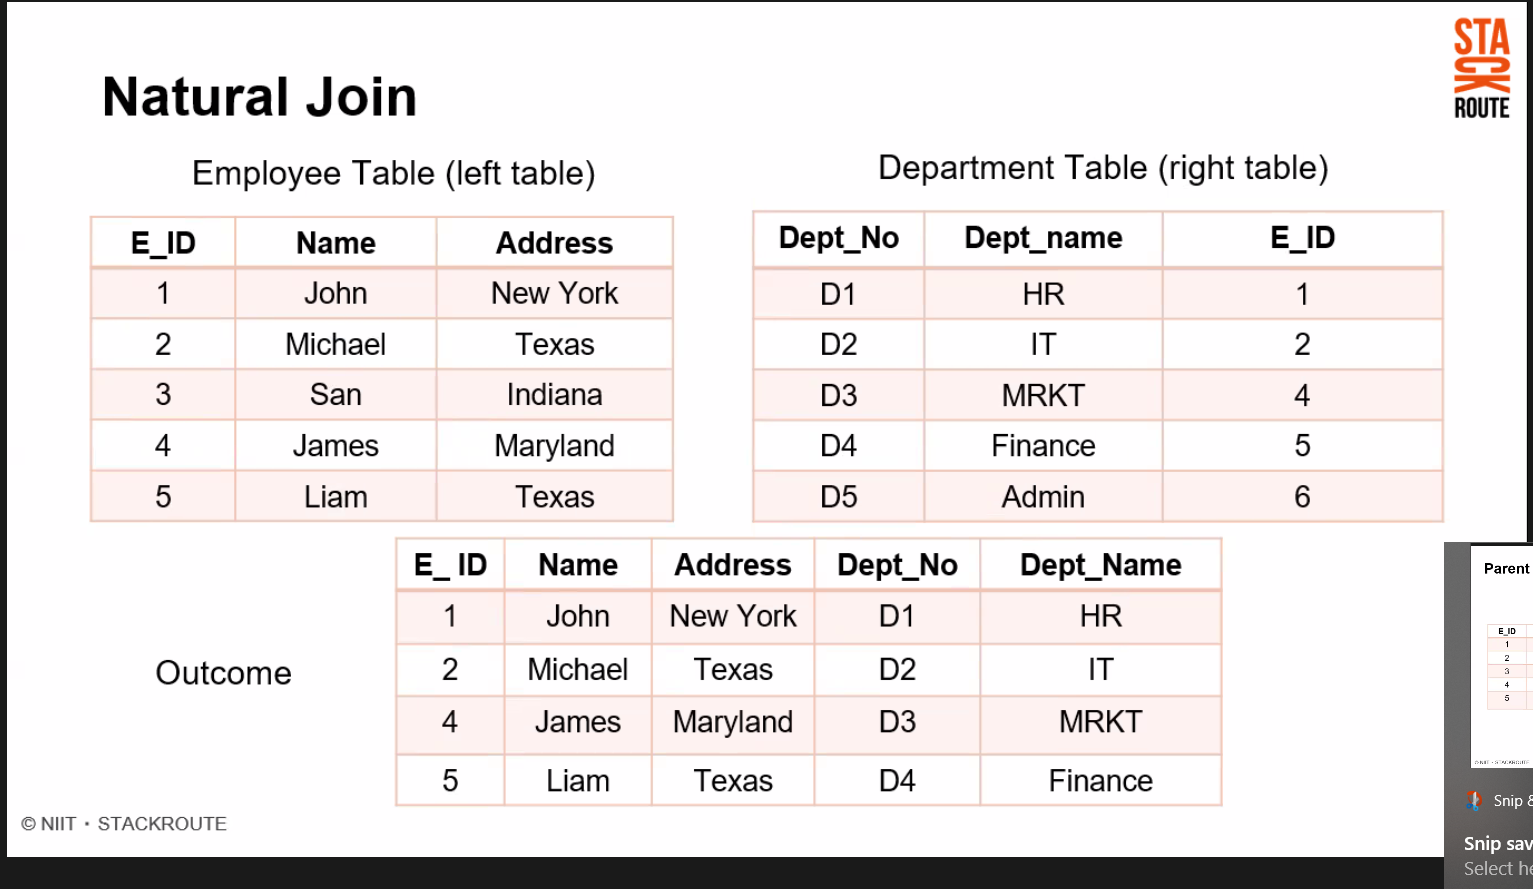 STACK
ROUTE
Natural Join
Employee Table (left table)
E_ID Name Address
1 John New York
2 Michael Texas
3 San Indiana
4 James Maryland
5 Liam Texas
Department Table (right table)
Dept_No Dept_name E_ID
D1 HR 1
D2 IT 2
D3 MRKT 4
D4 Finance 5
D5 Admin 6
Outcome
E_ ID Name Address Dept_No Dept_Name
1 John New York D1 HR
2 Michael Texas D2 IT
4 James Maryland D3 MRKT
5 Liam Texas D4 Finance
© NIIT • STACKROUTE
Parent
E_ID
1
2
3
4
5
© NIIT • STACKROUTE
Snip &
Snip sav
Select he